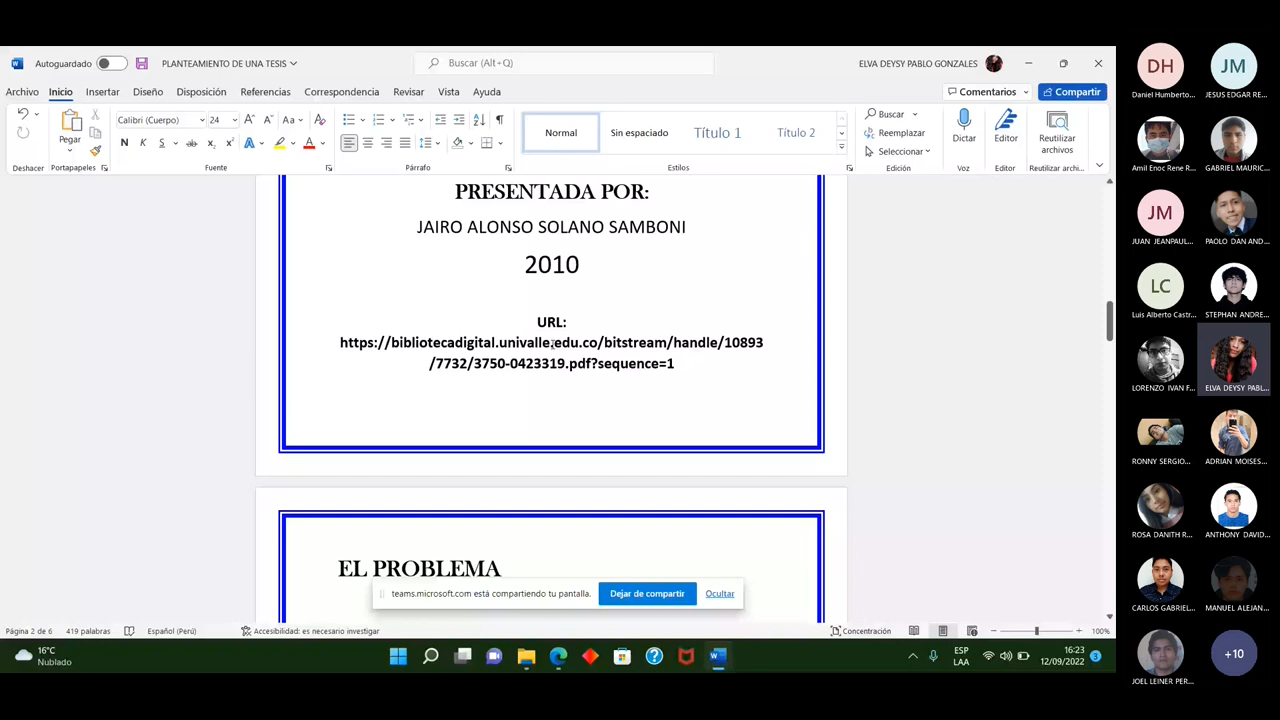 Autoguardado
PLANTEAMIENTO DE UNA TESIS
Buscar (Alt+Q)
ELVA DEYSY PABLO GONZALES
Archivo Inicio Insertar Diseño Disposición Referencias Correspondencia Revisar Vista Ayuda
Comentarios
Compartir
Pegar
Calibri (Cuerpo) 24
N K S
Normal
Sin espaciado
Título 1
Título 2
Buscar
Reemplazar
Seleccionar
Dictar
Editor
Reutilizar archivos
Deshacer
Portapapeles
Fuente
Párrafo
Estilos
Edición
Voz
Editor
Reutilizar archi...
PRESENTADA POR:
JAIRO ALONSO SOLANO SAMBONI
2010
URL:
https://bibliotecadigital.univalle.edu.co/bitstream/handle/10893
/7732/3750-0423319.pdf?sequence=1
EL PROBLEMA
teams.microsoft.com está compartiendo tu pantalla.
Dejar de compartir
Ocultar
Página 2 de 6
419 palabras
Español (Perú)
Accesibilidad: es necesario investigar
Concentración
100%
16°C
Nublado
ESP
LAA
16:23
12/09/2022
3
DH
Daniel Humberto...
JM
JESUS EDGAR RE...
Amil Enoc Rene R...
GABRIEL MAURIC...
JM
JUAN JEANPAUL...
PAOLO DAN AND...
LC
Luis Alberto Castr...
STEPHAN ANDRE...
LORENZO IVAN F...
ELVA DEYSY PABL...
RONNY SERGIO...
ADRIAN MOISES...
ROSA DANITH R...
ANTHONY DAVID...
CARLOS GABRIEL...
MANUEL ALEJAN...
JOEL LEINER PER...
+10